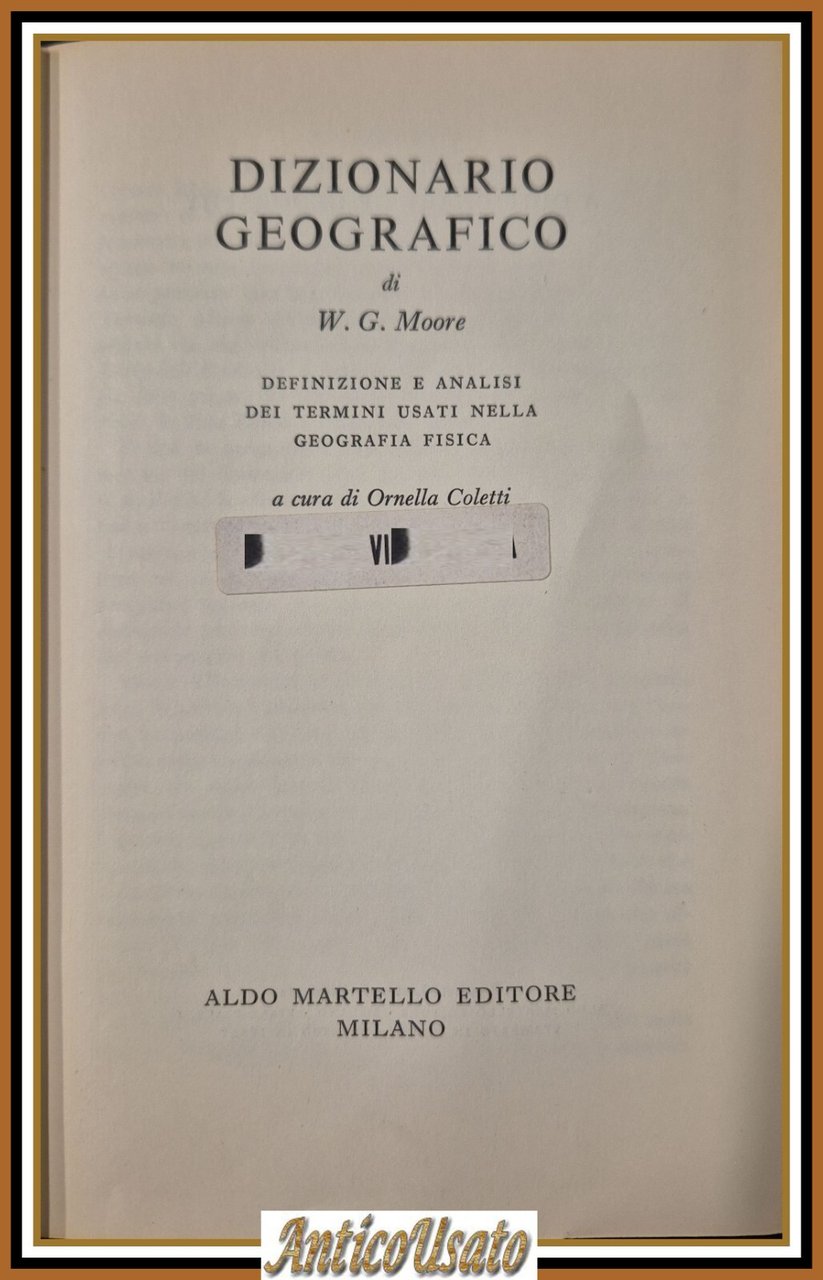 DIZIONARIO
GEOGRAFICO
di
W. G. Moore
DEFINIZIONE E ANALISI
DEI TERMINI USATI NELLA
GEOGRAFIA FISICA
a cura di Ornella Coletti
VI
ALDO MARTELLO EDITORE
MILANO
AnticoUsato